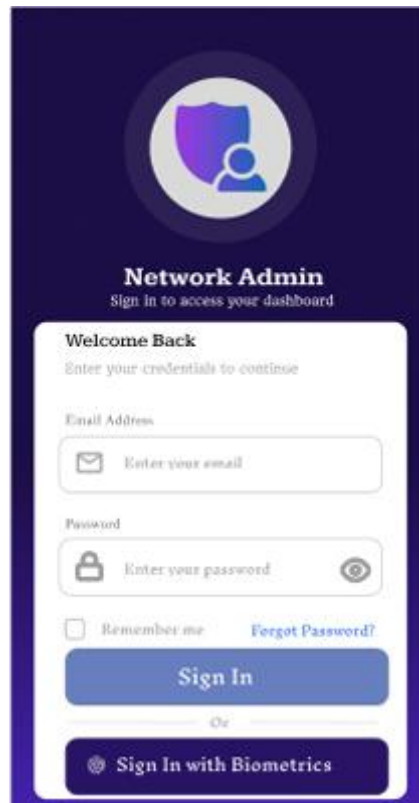 Network Admin
Sign in to access your dashboard
Welcome Back
Enter your credentials to continue
Email Address
Enter your email
Password
Enter your password
Remember me Forgot Password?
Sign In
Or
Sign In with Biometrics